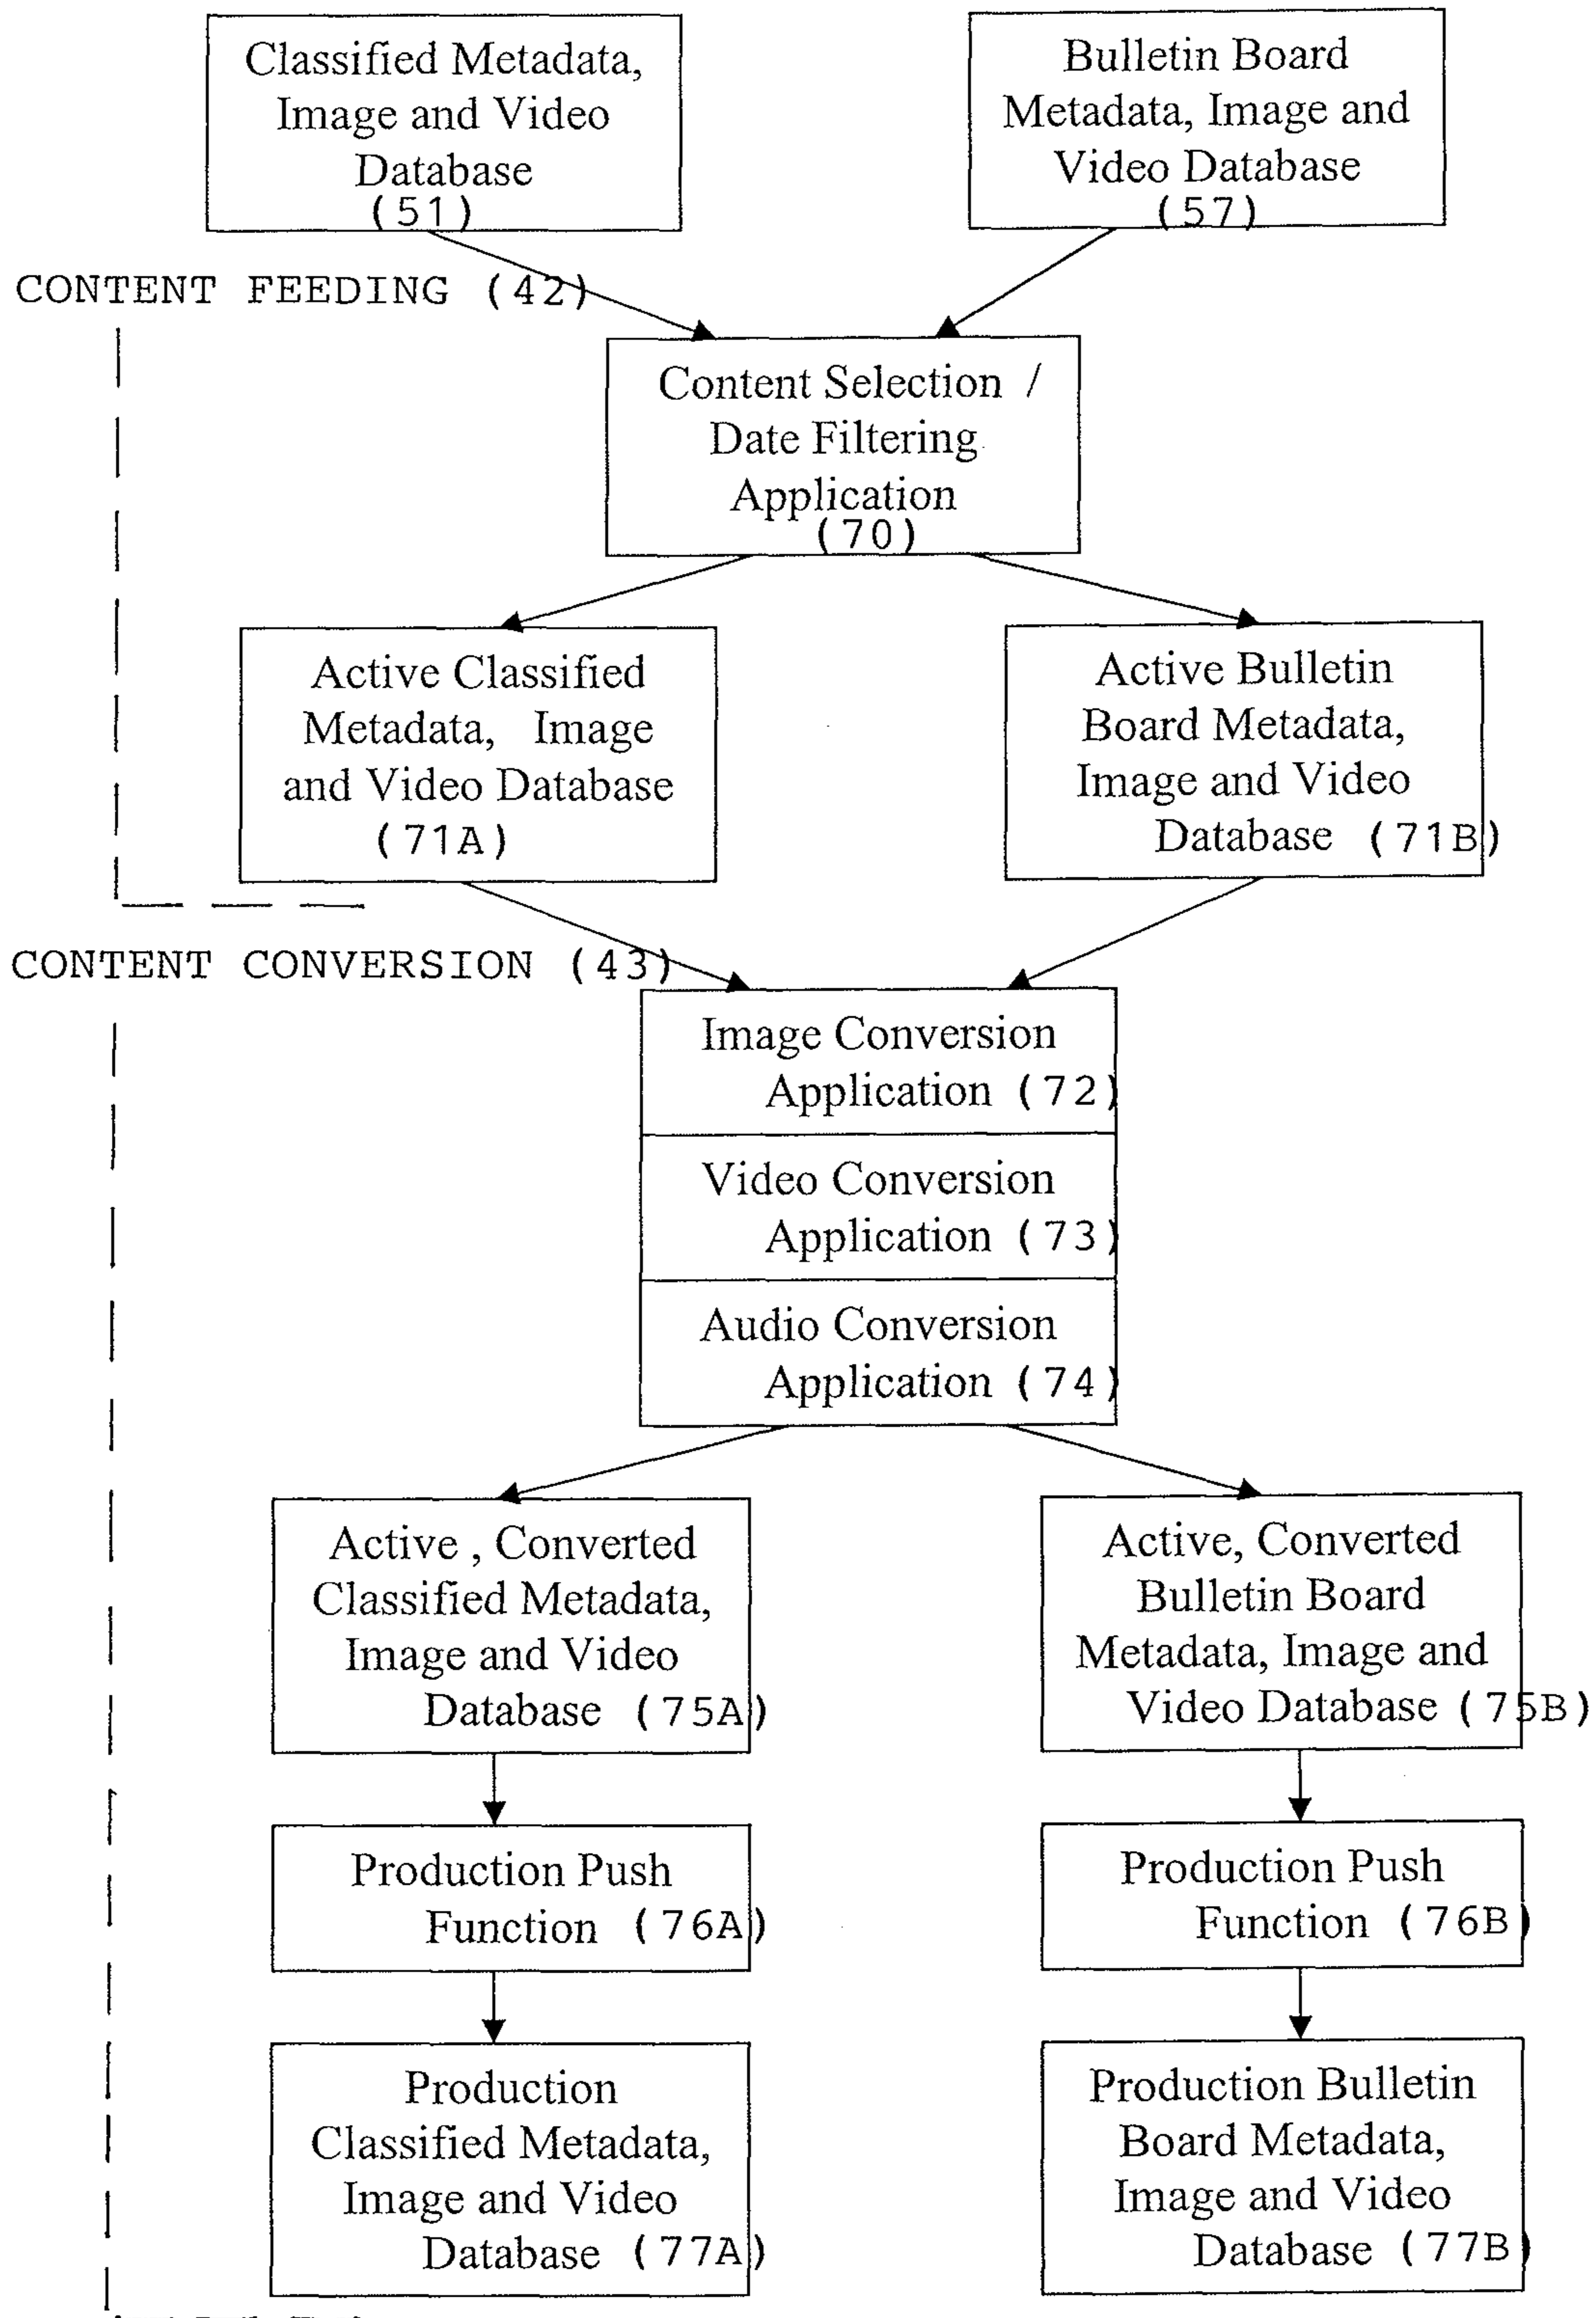 Classified Metadata,
Image and Video
Database
(51)
Bulletin Board
Metadata, Image and
Video Database
(57)
CONTENT FEEDING (42)
Content Selection /
Date Filtering
Application
(70)
Active Classified
Metadata, Image
and Video Database
(71A)
Active Bulletin
Board Metadata,
Image and Video
Database (71B)
CONTENT CONVERSION (43)
Image Conversion
Application (72)
Video Conversion
Application (73)
Audio Conversion
Application (74)
Active , Converted
Classified Metadata,
Image and Video
Database (75A)
Active, Converted
Bulletin Board
Metadata, Image and
Video Database (75B)
Production Push
Function (76A)
Production Push
Function (76B)
Production
Classified Metadata,
Image and Video
Database (77A)
Production Bulletin
Board Metadata,
Image and Video
Database (77B)